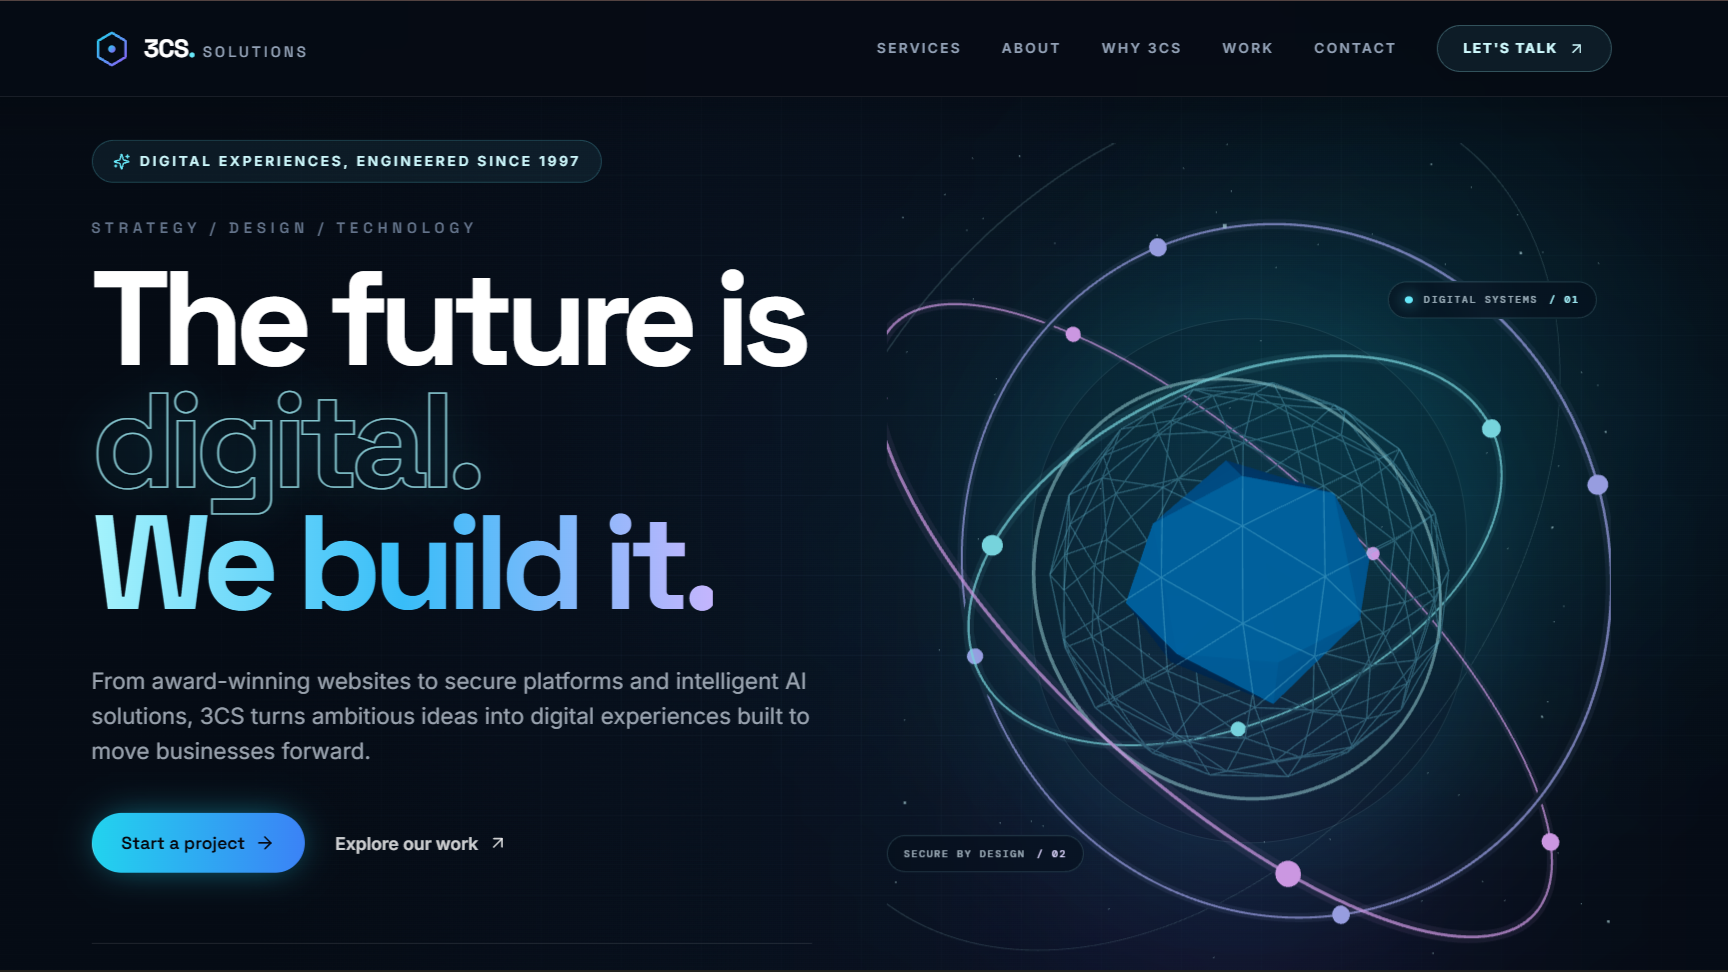 3CS. SOLUTIONS
SERVICES
ABOUT
WHY 3CS
WORK
CONTACT
LET'S TALK
DIGITAL EXPERIENCES, ENGINEERED SINCE 1997
STRATEGY / DESIGN / TECHNOLOGY
The future is
digital.
We build it.
From award-winning websites to secure platforms and intelligent AI
solutions, 3CS turns ambitious ideas into digital experiences built to
move businesses forward.
Start a project
Explore our work
DIGITAL SYSTEMS / 01
SECURE BY DESIGN / 02